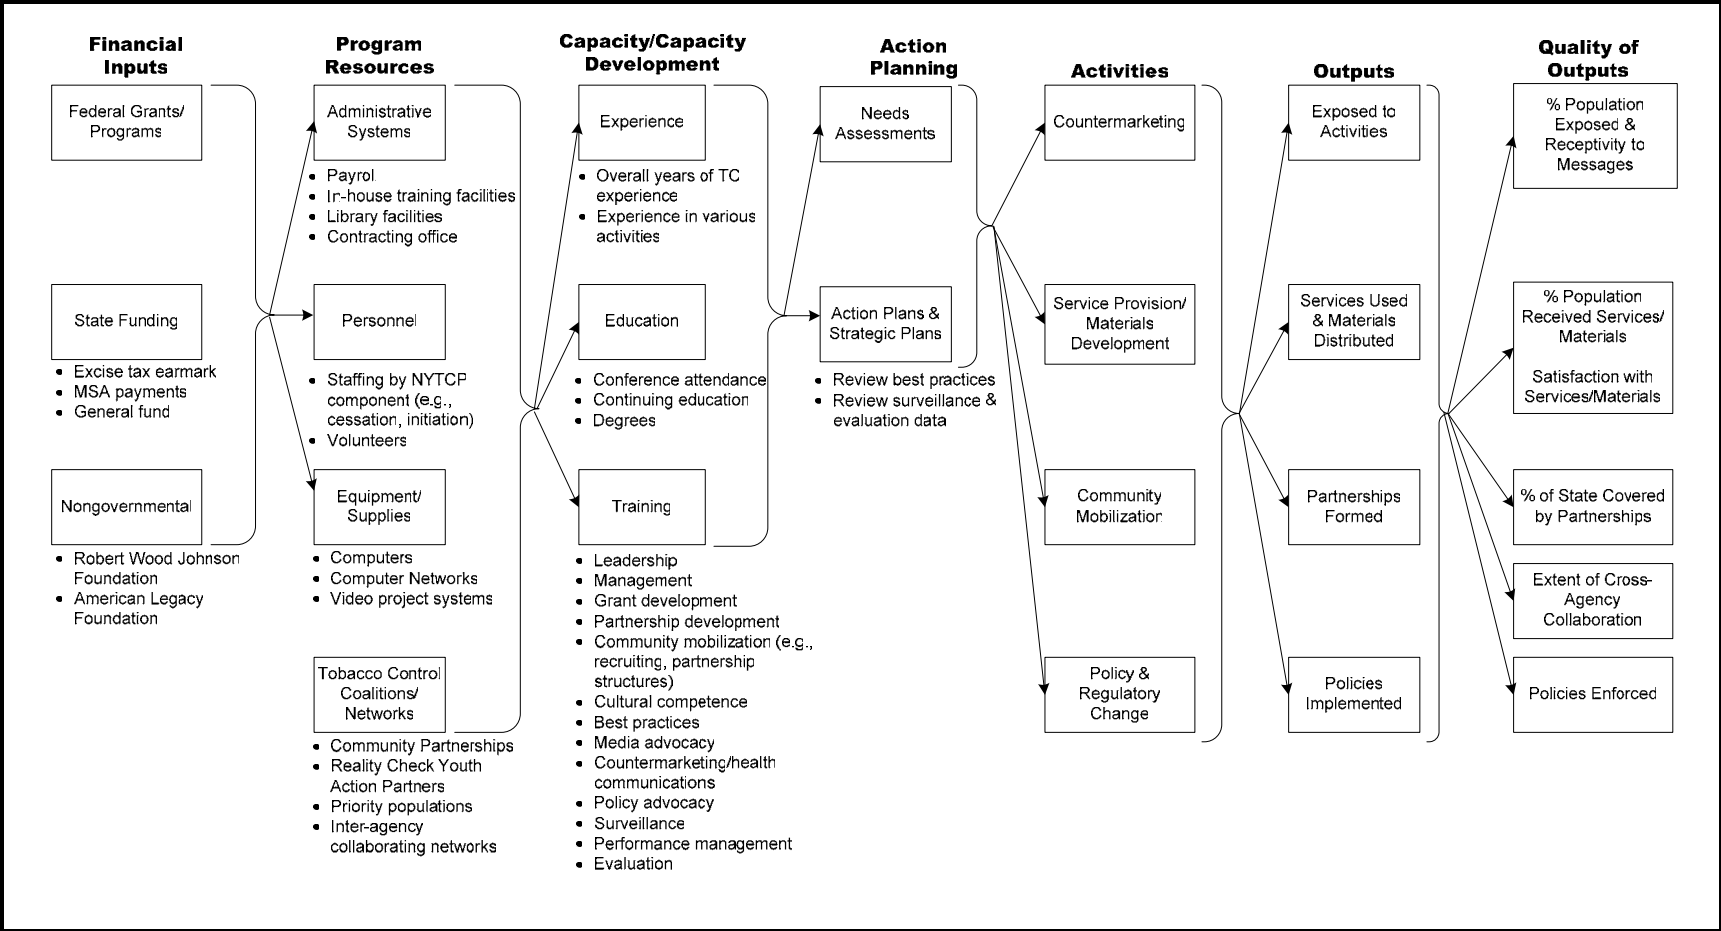 Financial
Inputs
Federal Grants/
Programs
State Funding
• Excise tax earmark
• MSA payments
• General fund
Nongovernmental
• Robert Wood Johnson
Foundation
• American Legacy
Foundation
Program
Resources
Administrative
Systems
• Payrol
• In-house training facilities
• Library facilities
• Contracting office
Personnel
• Staffing by NYTCP
component (e.g.,
cessation, initiation)
• Volunteers
Equipment/
Supplies
• Computers
• Computer Networks
• Video project systems
Tobacco Control
Coalitions/
Networks
• Community Partnerships
• Reality Check Youth
Action Partners
• Priority populations
• Inter-agency
collaborating networks
Capacity/Capacity
Development
Experience
• Overall years of TC
experience
• Experience in various
activities
Education
• Conference attendance
• Continuing education
• Degrees
Training
• Leadership
• Management
• Grant development
• Partnership development
• Community mobilization (e.g.,
recruiting, partnership
structures)
• Cultural competence
• Best practices
• Media advocacy
• Countermarketing/health
communications
• Policy advocacy
• Surveillance
• Performance management
• Evaluation
Action
Planning
Needs
Assessments
Action Plans &
Strategic Plans
• Review best practices
• Review surveillance &
evaluation data
Activities
Countermarketing
Service Provision/
Materials
Development
Community
Mobilization
Policy &
Regulatory
Change
Outputs
Exposed to
Activities
Services Used
& Materials
Distributed
Partnerships
Formed
Policies
Implemented
Quality of
Outputs
% Population
Exposed &
Receptivity to
Messages
% Population
Received Services/
Materials
Satisfaction with
Services/Materials
% of State Covered
by Partnerships
Extent of Cross-
Agency
Collaboration
Policies Enforced